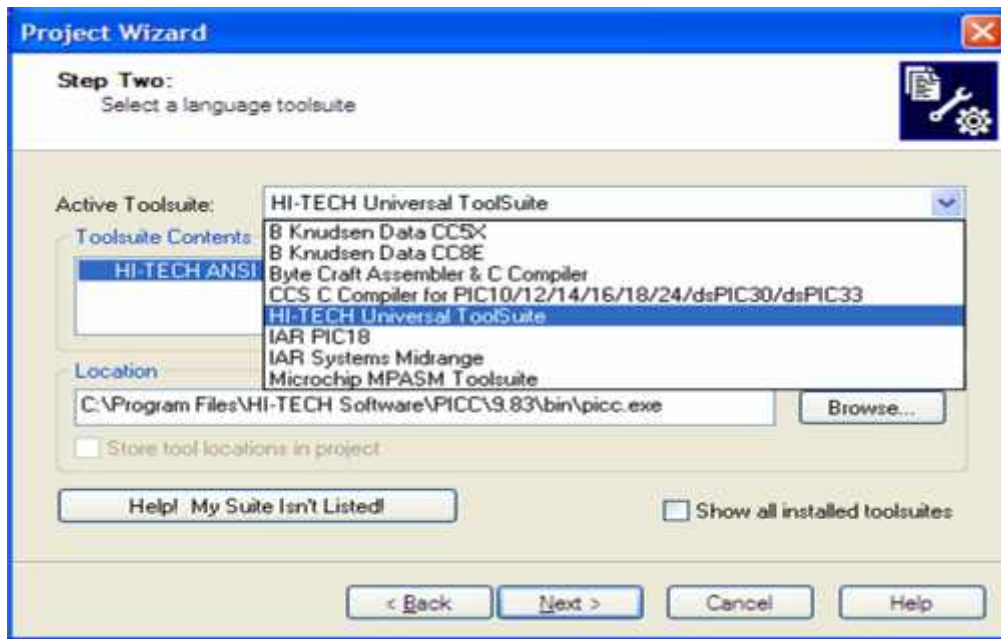 Project Wizard
Step Two:
Select a language toolsuite
Active Toolsuite:
HI-TECH Universal ToolSuite
B Knudsen Data CC5X
B Knudsen Data CC8E
Byte Craft Assembler & C Compiler
CCS C Compiler for PIC10/12/14/16/18/24/dsPIC30/dsPIC33
HI-TECH Universal ToolSuite
IAR PIC18
IAR Systems Midrange
Microchip MPASM Toolsuite
Toolsuite Contents
HI-TECH ANSI
Location
C:\Program Files\HI-TECH Software\PICC\9.83\bin\picc.exe
Browse...
Store tool locations in project
Help! My Suite Isn't Listed!
Show all installed toolsuites
< Back
Next >
Cancel
Help